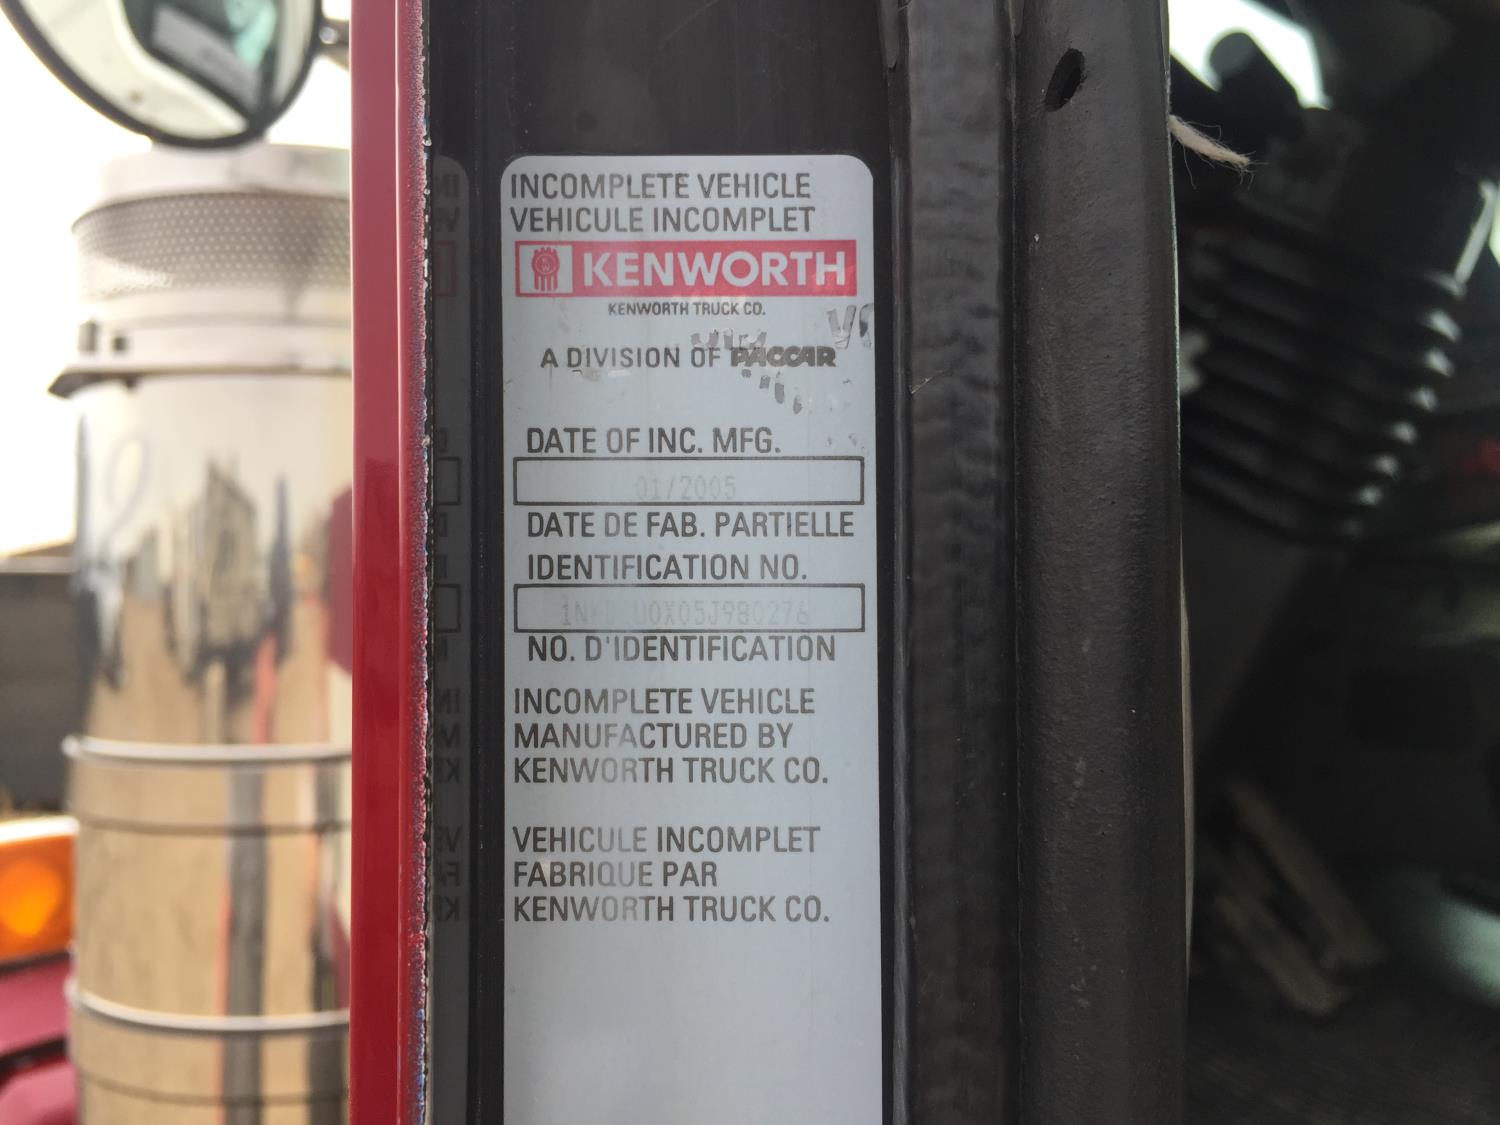 INCOMPLETE VEHICLE
VEHICULE INCOMPLET
KENWORTH
KENWORTH TRUCK CO.
A DIVISION OF PACCAR
DATE OF INC. MFG.
01/2005
DATE DE FAB. PARTIELLE
IDENTIFICATION NO.
NO. D'IDENTIFICATION
INCOMPLETE VEHICLE
MANUFACTURED BY
KENWORTH TRUCK CO.
VEHICULE INCOMPLET
FABRIQUE PAR
KENWORTH TRUCK CO.